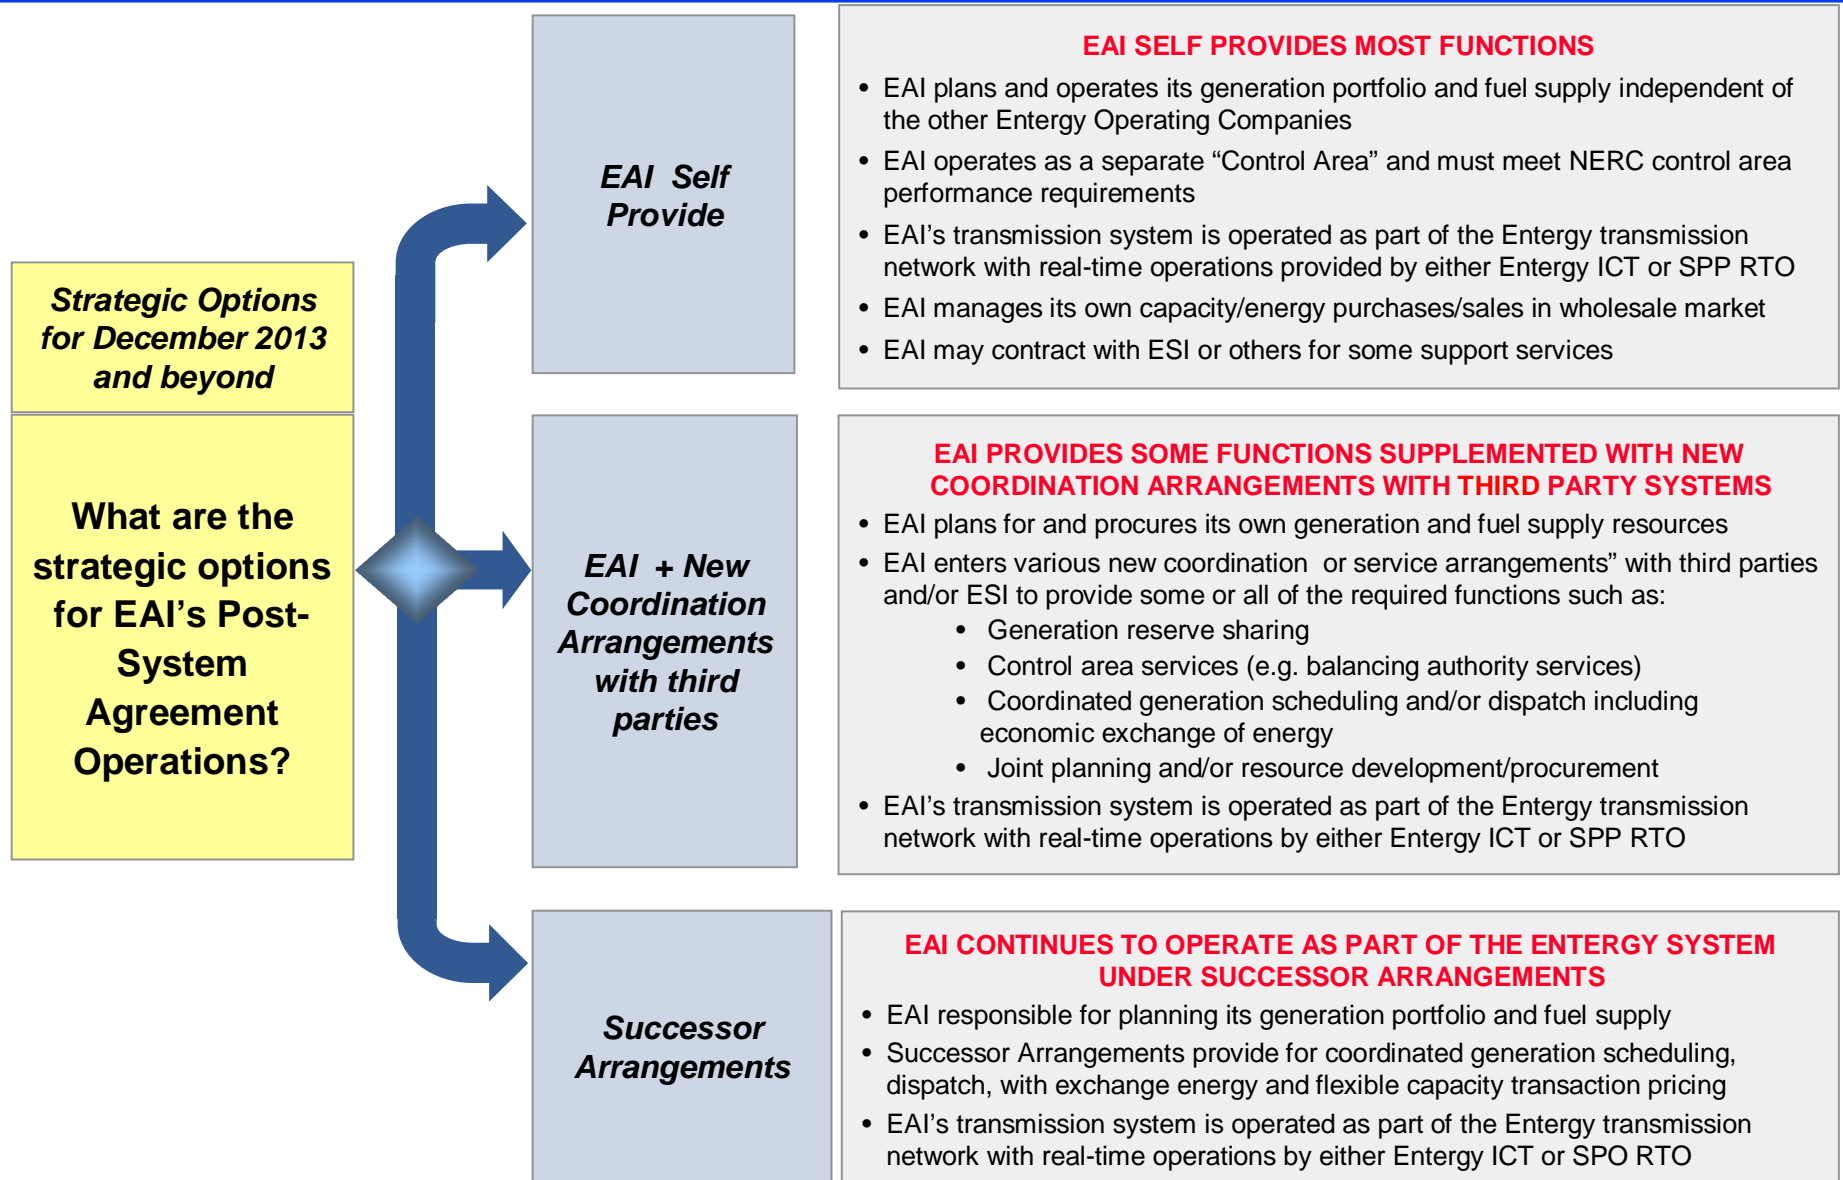 Strategic Options
for December 2013
and beyond
What are the
strategic options
for EAI’s Post-
System
Agreement
Operations?
EAI Self
Provide
EAI SELF PROVIDES MOST FUNCTIONS
• EAI plans and operates its generation portfolio and fuel supply independent of
the other Entergy Operating Companies
• EAI operates as a separate “Control Area” and must meet NERC control area
performance requirements
• EAI’s transmission system is operated as part of the Entergy transmission
network with real-time operations provided by either Entergy ICT or SPP RTO
• EAI manages its own capacity/energy purchases/sales in wholesale market
• EAI may contract with ESI or others for some support services
EAI + New
Coordination
Arrangements
with third
parties
EAI PROVIDES SOME FUNCTIONS SUPPLEMENTED WITH NEW
COORDINATION ARRANGEMENTS WITH THIRD PARTY SYSTEMS
• EAI plans for and procures its own generation and fuel supply resources
• EAI enters various new coordination or service arrangements” with third parties
and/or ESI to provide some or all of the required functions such as:
• Generation reserve sharing
• Control area services (e.g. balancing authority services)
• Coordinated generation scheduling and/or dispatch including
economic exchange of energy
• Joint planning and/or resource development/procurement
• EAI’s transmission system is operated as part of the Entergy transmission
network with real-time operations by either Entergy ICT or SPP RTO
Successor
Arrangements
EAI CONTINUES TO OPERATE AS PART OF THE ENTERGY SYSTEM
UNDER SUCCESSOR ARRANGEMENTS
• EAI responsible for planning its generation portfolio and fuel supply
• Successor Arrangements provide for coordinated generation scheduling,
dispatch, with exchange energy and flexible capacity transaction pricing
• EAI’s transmission system is operated as part of the Entergy transmission
network with real-time operations by either Entergy ICT or SPO RTO